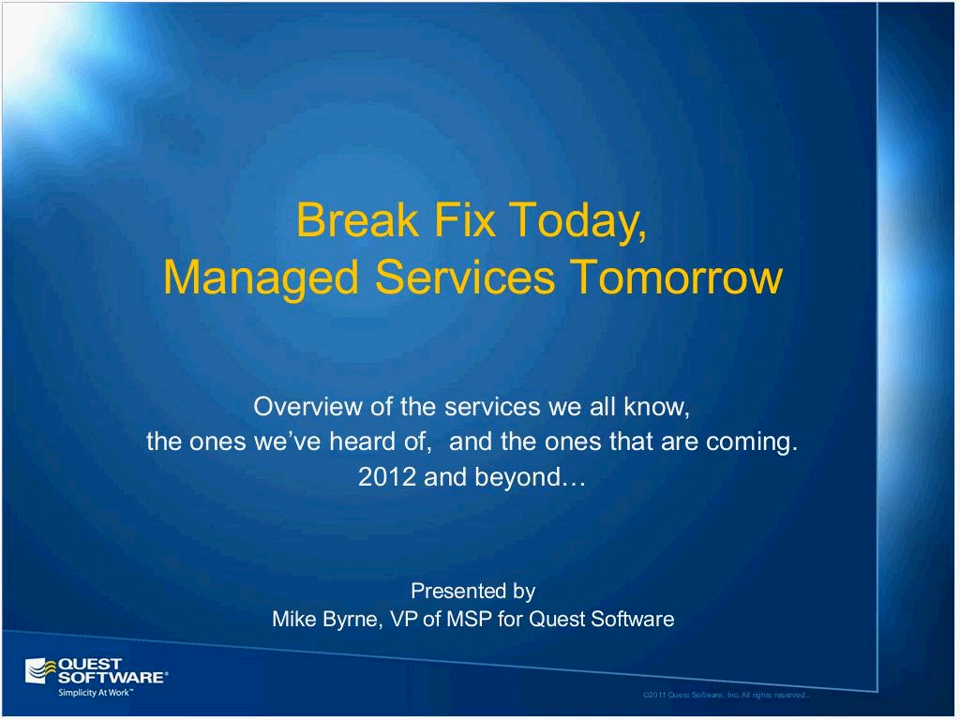 Break Fix Today,
Managed Services Tomorrow
Overview of the services we all know,
the ones we've heard of,  and the ones that are coming.
2012 and beyond…
Presented by
Mike Byrne, VP of MSP for Quest Software
QUEST
SOFTWARE®
Simplicity At Work™
©2011 Quest Software, Inc. All rights reserved..